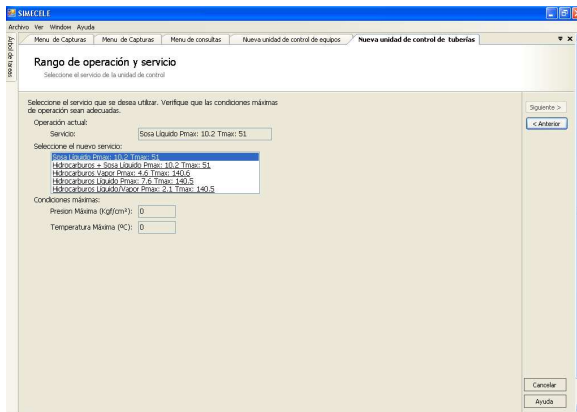 SIMECELE
Archivo Ver Window Ayuda
Menu de Capturas Menu de Capturas Menu de consultas Nueva unidad de control de equipos Nueva unidad de control de tuberías
Árbol de tareas
Rango de operación y servicio
Seleccione el servicio de la unidad de control
Seleccione el servicio que se desea utilizar. Verifique que las condiciones máximas
de operación sean adecuadas.
Operación actual:
Servicio: Sosa Líquido Pmax: 10.2 Tmax: 51
Seleccione el nuevo servicio:
Sosa Líquido Pmax: 10.2 Tmax: 51
Hidrocarburos + Sosa Líquido Pmax: 10.2 Tmax: 51
Hidrocarburos Vapor Pmax: 4.6 Tmax: 140.6
Hidrocarburos Líquido Pmax: 7.6 Tmax: 140.5
Hidrocarburos Líquido/Vapor Pmax: 2.1 Tmax: 140.5
Condiciones máximas:
Presion Máxima (Kgf/cm²): 0
Temperatura Máxima (ºC): 0
Siguiente >
< Anterior
Cancelar
Ayuda